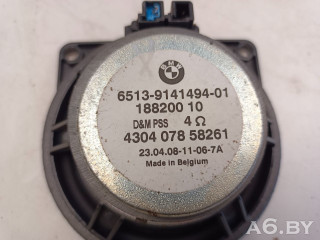 BMW
6513-9141494-01
188200 10
D&M PSS 4 Ω
4304 078 58261
23.04.08-11-06-7A
Made in Belgium
A6.BY